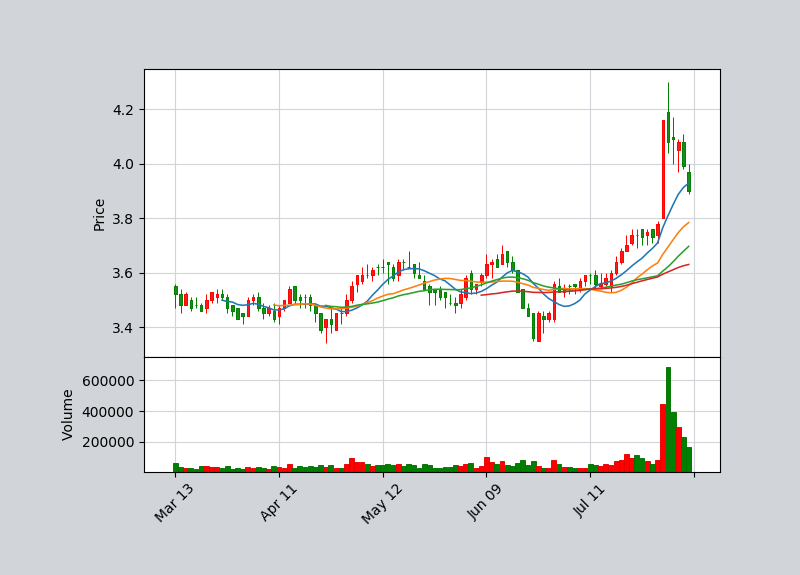 Price
4.2
4.0
3.8
3.6
3.4
Volume
600000
400000
200000
Mar 13
Apr 11
May 12
Jun 09
Jul 11